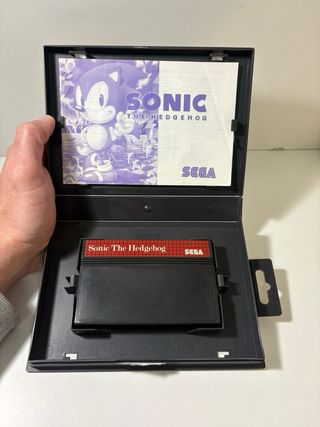 SONIC
THE HEDGEHOG
SEGA
Sonic The Hedgehog SEGA